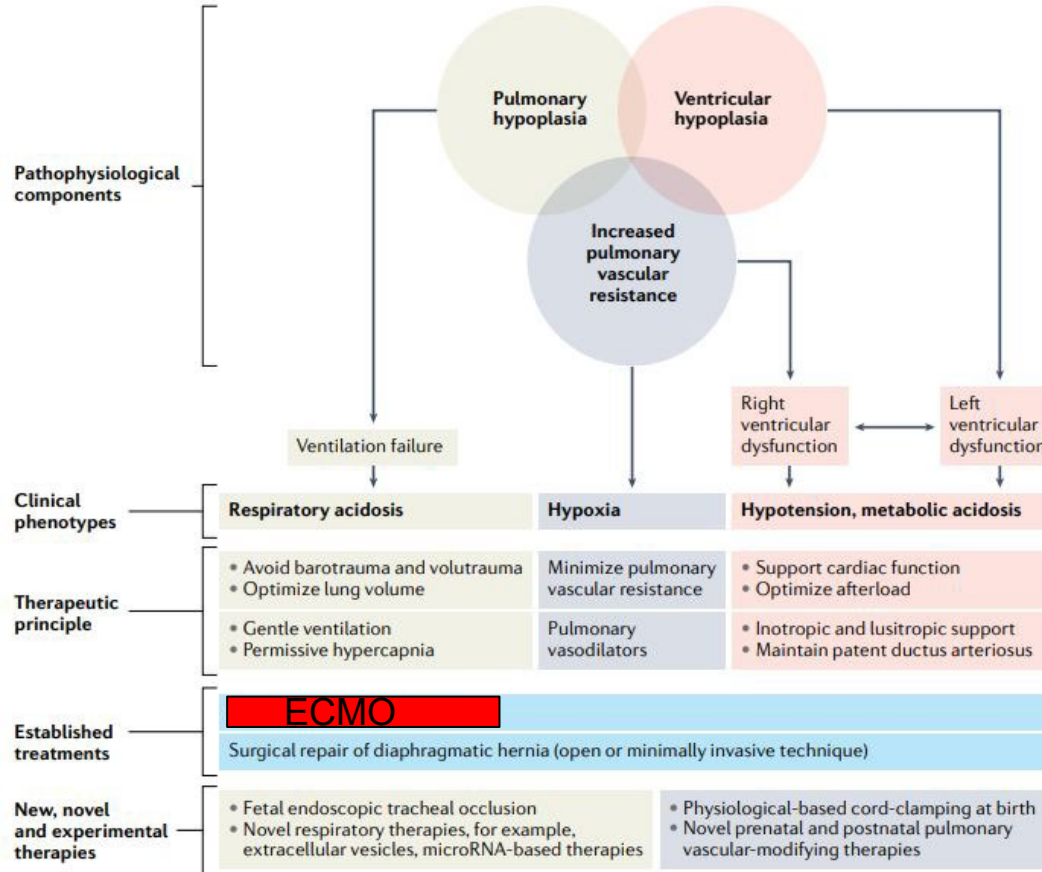 Pulmonary
hypoplasia
Ventricular
hypoplasia
Pathophysiological
components
Increased
pulmonary
vascular
resistance
Ventilation failure
Right
ventricular
dysfunction
Left
ventricular
dysfunction
Clinical
phenotypes
Respiratory acidosis
Hypoxia
Hypotension, metabolic acidosis
Therapeutic
principle
• Avoid barotrauma and volutrauma
• Optimize lung volume
Minimize pulmonary
vascular resistance
• Support cardiac function
• Optimize afterload
• Gentle ventilation
• Permissive hypercapnia
Pulmonary
vasodilators
• Inotropic and lusitropic support
• Maintain patent ductus arteriosus
Established
treatments
ECMO
Surgical repair of diaphragmatic hernia (open or minimally invasive technique)
New, novel
and experimental
therapies
• Fetal endoscopic tracheal occlusion
• Novel respiratory therapies, for example,
extracellular vesicles, microRNA-based therapies
• Physiological-based cord-clamping at birth
• Novel prenatal and postnatal pulmonary
vascular-modifying therapies